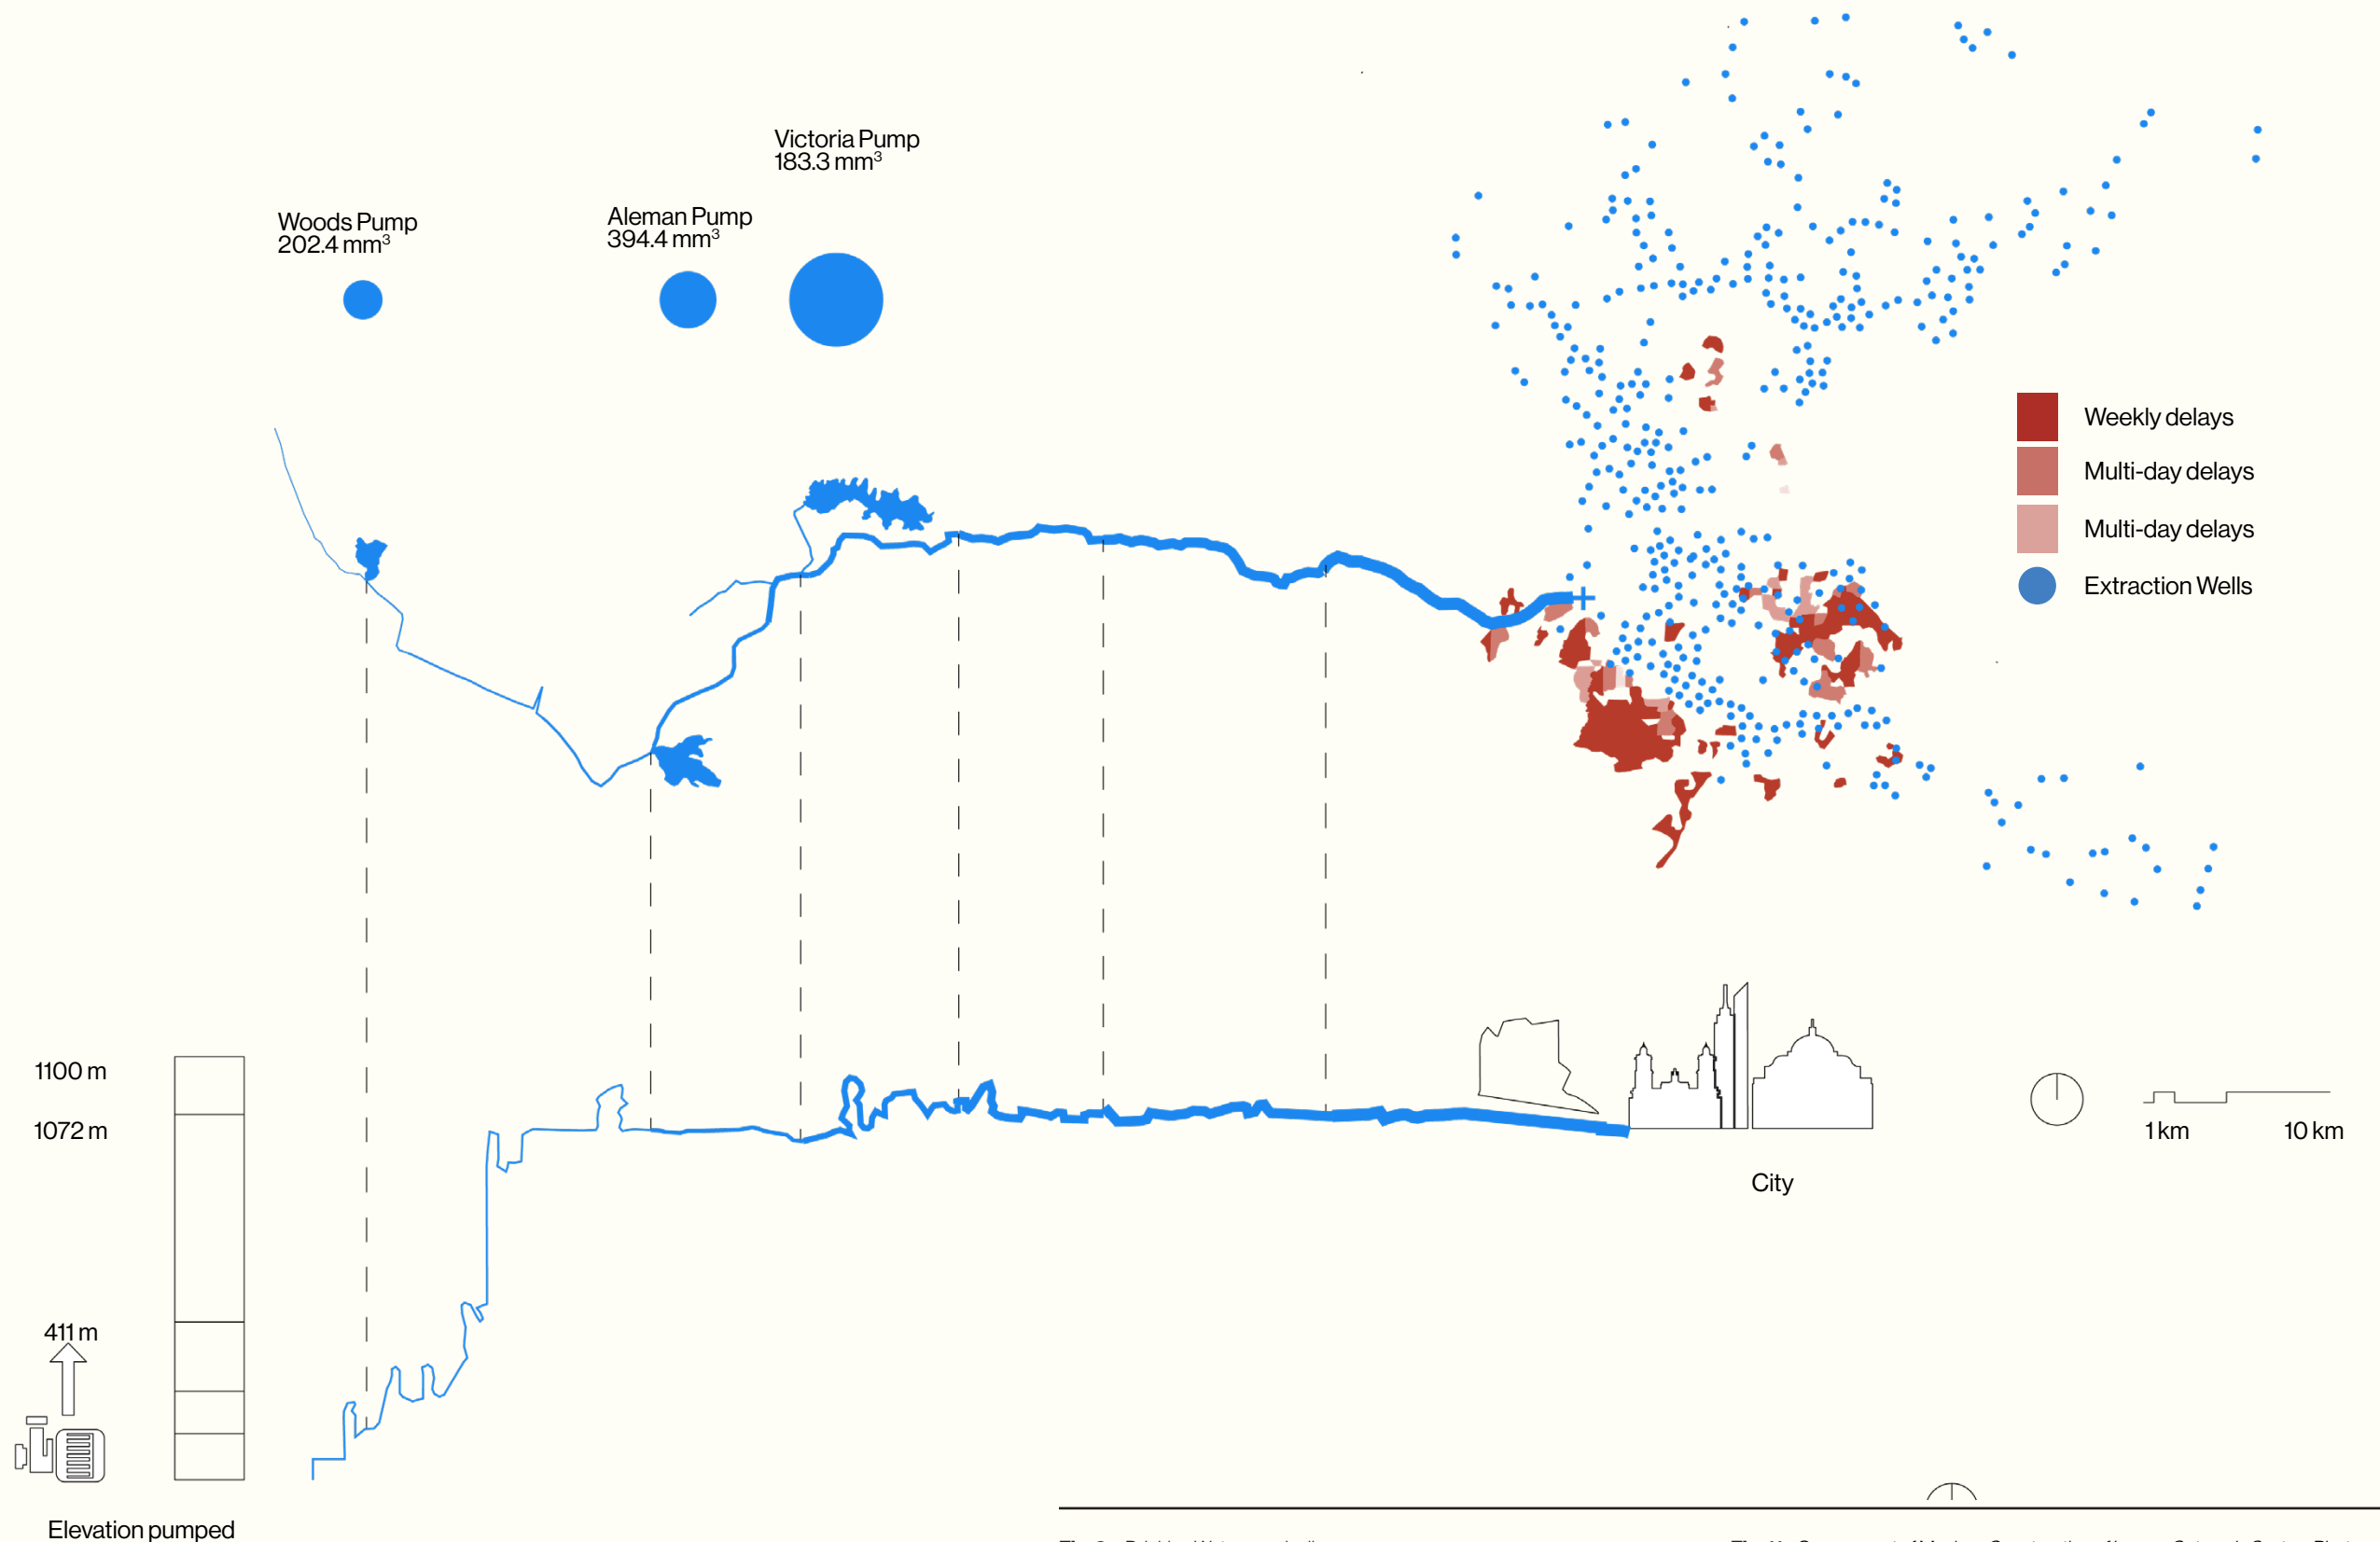 Victoria Pump
183.3 mm³
Woods Pump
202.4 mm³
Aleman Pump
394.4 mm³
Weekly delays
Multi-day delays
Multi-day delays
Extraction Wells
1100 m
1072 m
411 m
Elevation pumped
City
1 km
10 km